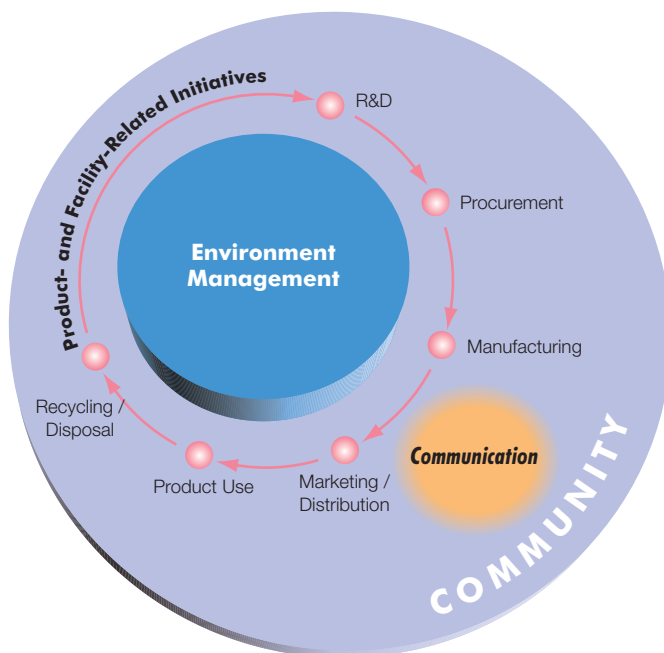 Product- and Facility-Related Initiatives
R&D
Procurement
Environment
Management
Manufacturing
Recycling /
Disposal
Communication
Product Use
Marketing /
Distribution
COMMUNITY